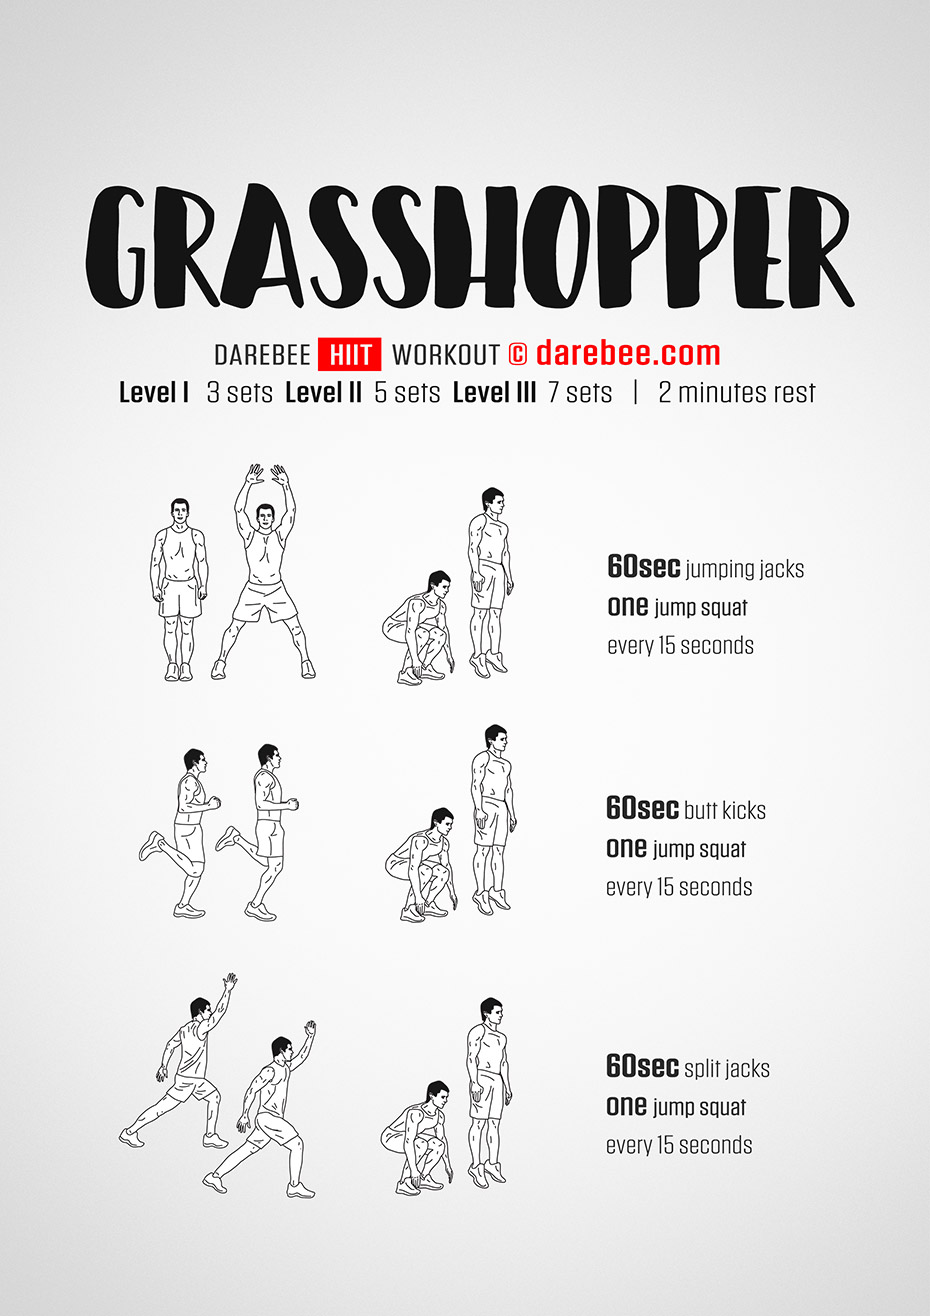 GRASSHOPPER
DAREBEE HIIT WORKOUT © darebee.com
Level I 3 sets Level II 5 sets Level III 7 sets | 2 minutes rest
60sec jumping jacks
one jump squat
every 15 seconds
60sec butt kicks
one jump squat
every 15 seconds
60sec split jacks
one jump squat
every 15 seconds